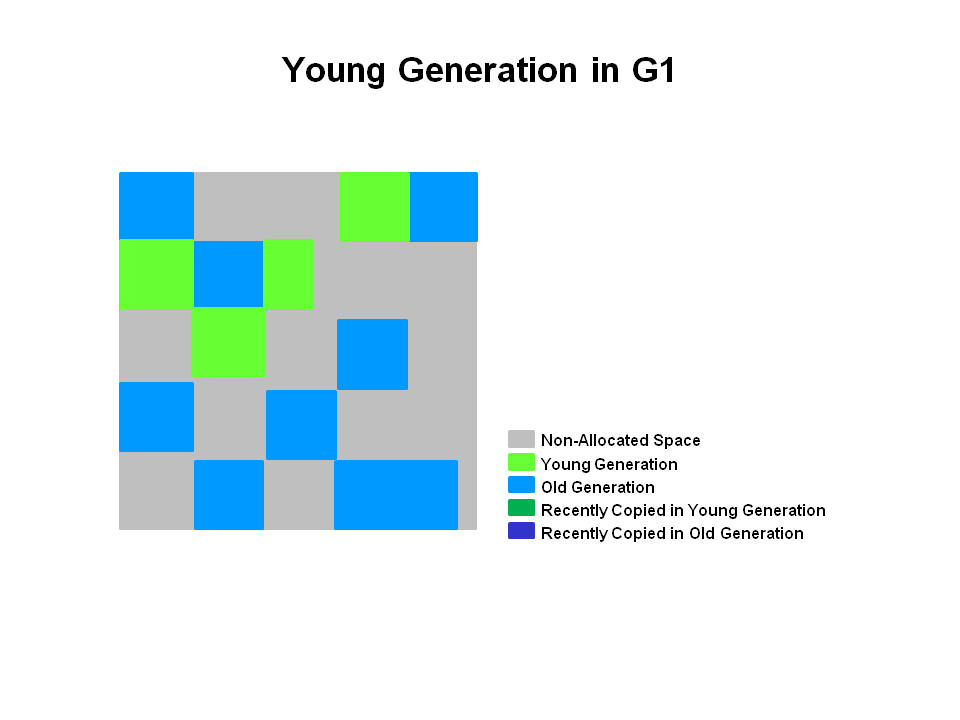 Young Generation in G1
Non-Allocated Space
Young Generation
Old Generation
Recently Copied in Young Generation
Recently Copied in Old Generation